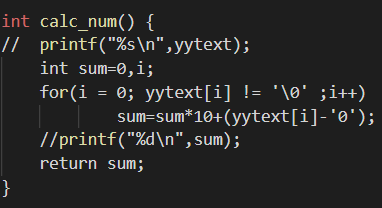 int calc_num() {
//  printf("%s\n",yytext);
    int sum=0,i;
    for(i = 0; yytext[i] != '\0' ;i++)
            sum=sum*10+(yytext[i]-'0');
    //printf("%d\n",sum);
    return sum;
}